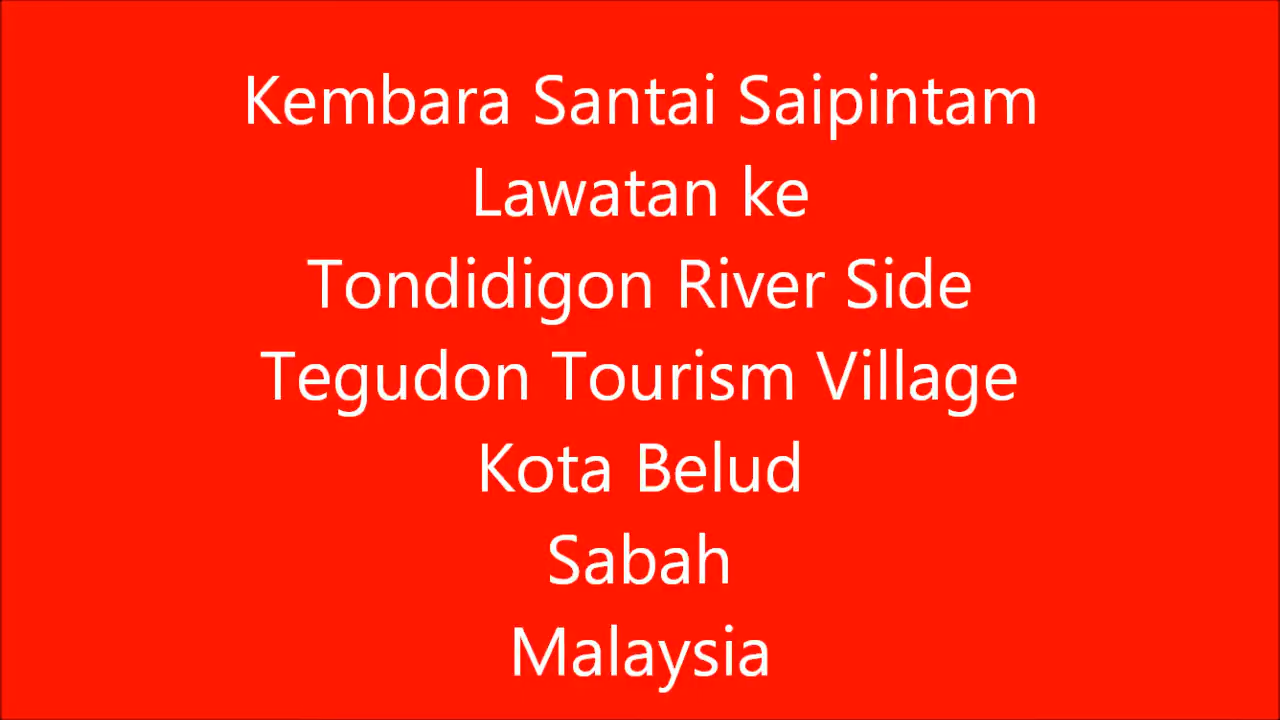 Kembara Santai Saipintam
Lawatan ke
Tondidigon River Side
Tegudon Tourism Village
Kota Belud
Sabah
Malaysia